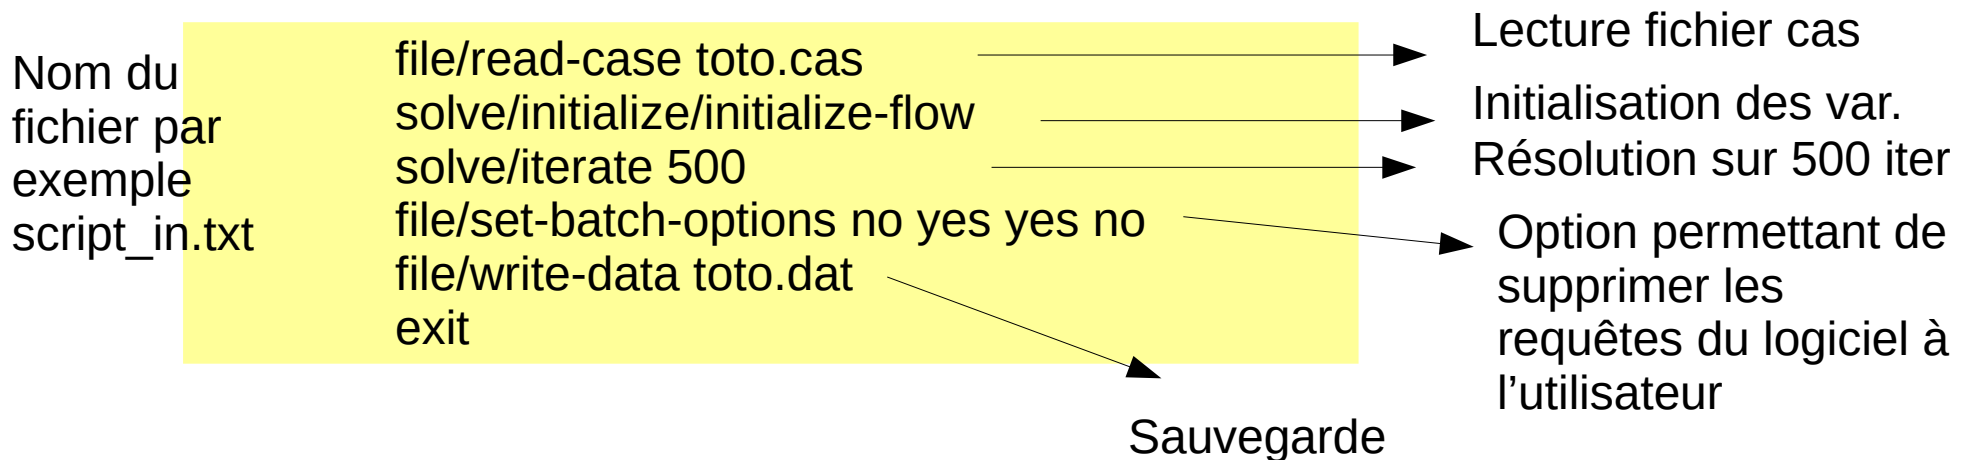 Nom du
fichier par
exemple
script_in.txt
file/read-case toto.cas
solve/initialize/initialize-flow
solve/iterate 500
file/set-batch-options no yes yes no
file/write-data toto.dat
exit
Lecture fichier cas
Initialisation des var.
Résolution sur 500 iter
Option permettant de
supprimer les
requêtes du logiciel à
l’utilisateur
Sauvegarde